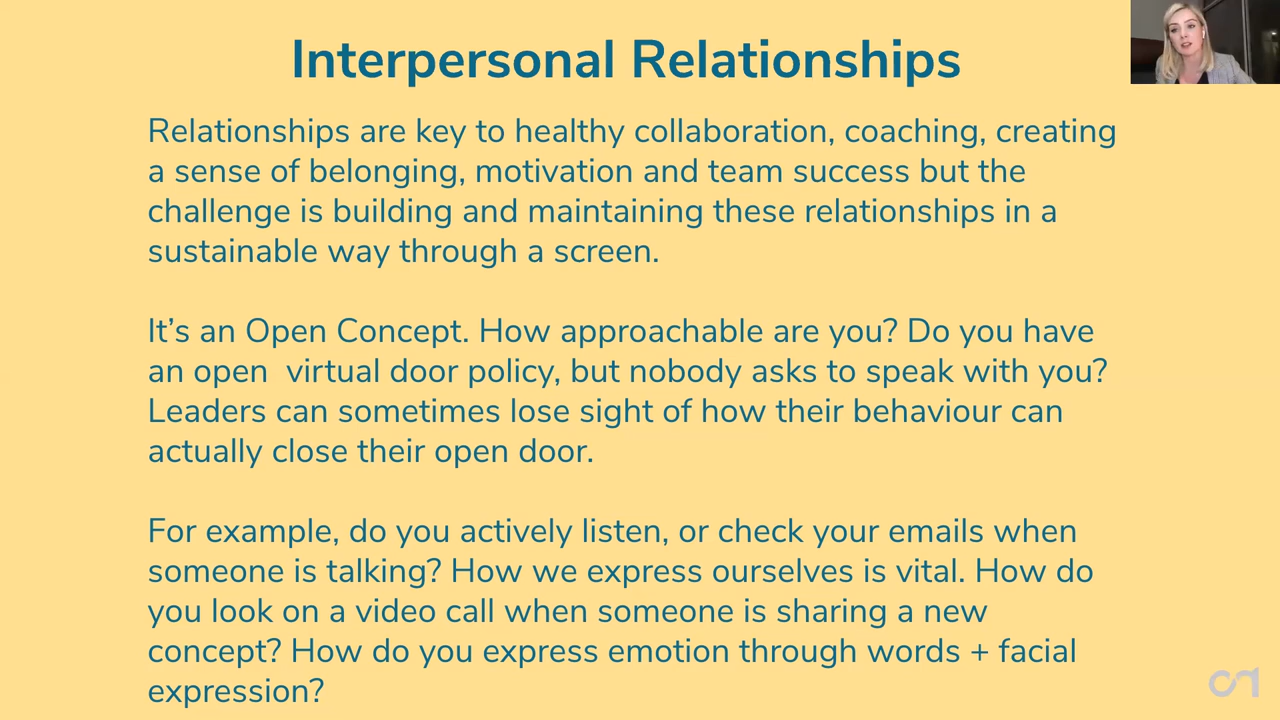 Interpersonal Relationships
Relationships are key to healthy collaboration, coaching, creating
a sense of belonging, motivation and team success but the
challenge is building and maintaining these relationships in a
sustainable way through a screen.
It’s an Open Concept. How approachable are you? Do you have
an open  virtual door policy, but nobody asks to speak with you?
Leaders can sometimes lose sight of how their behaviour can
actually close their open door.
For example, do you actively listen, or check your emails when
someone is talking? How we express ourselves is vital. How do
you look on a video call when someone is sharing a new
concept? How do you express emotion through words + facial
expression?